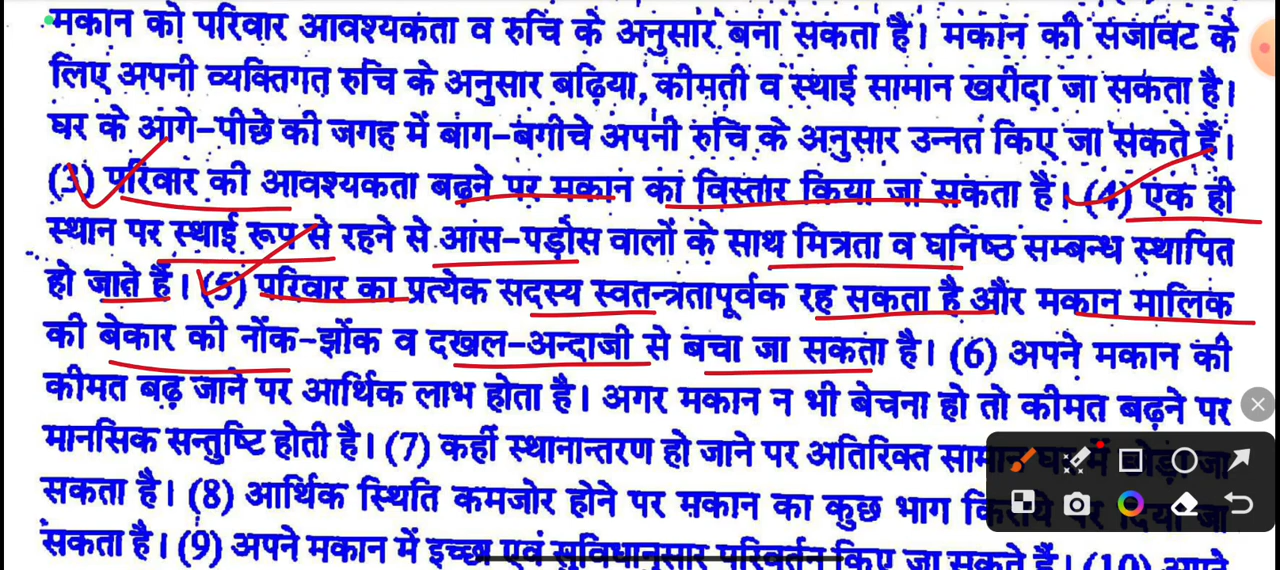 मकान को परिवार आवश्यकता व रुचि के अनुसार बना सकता है। मकान की सजावट के
लिए अपनी व्यक्तिगत रुचि के अनुसार बढ़िया, कीमती व स्थाई सामान खरीदा जा सकता है।
घर के आगे-पीछे की जगह में बाग-बगीचे अपनी रुचि के अनुसार उन्नत किए जा सकते हैं।
(3) परिवार की आवश्यकता बढ़ने पर मकान का विस्तार किया जा सकता है। (4) एक ही
स्थान पर स्थाई रूप से रहने से आस-पड़ोस वालों के साथ मित्रता व घनिष्ठ सम्बन्ध स्थापित
हो जाते हैं। (5) परिवार का प्रत्येक सदस्य स्वतन्त्रतापूर्वक रह सकता है और मकान मालिक
की बेकार की नोंक-झोंक व दखल-अन्दाजी से बचा जा सकता है। (6) अपने मकान की
कीमत बढ़ जाने पर आर्थिक लाभ होता है। अगर मकान न भी बेचना हो तो कीमत बढ़ने पर
मानसिक सन्तुष्टि होती है। (7) कहीं स्थानान्तरण हो जाने पर अतिरिक्त सामान घर में छोड़ा जा
सकता है। (8) आर्थिक स्थिति कमजोर होने पर मकान का कुछ भाग किराये पर दिया जा
सकता है। (9) अपने मकान में इच्छा एवं सुविधानुसार परिवर्तन किए जा सकते हैं। (10) अपने